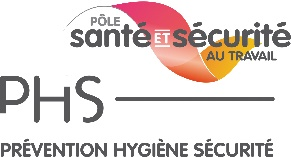 PÔLE
santé ET sécurité
AU TRAVAIL
PHS
PRÉVENTION HYGIÈNE SÉCURITÉ